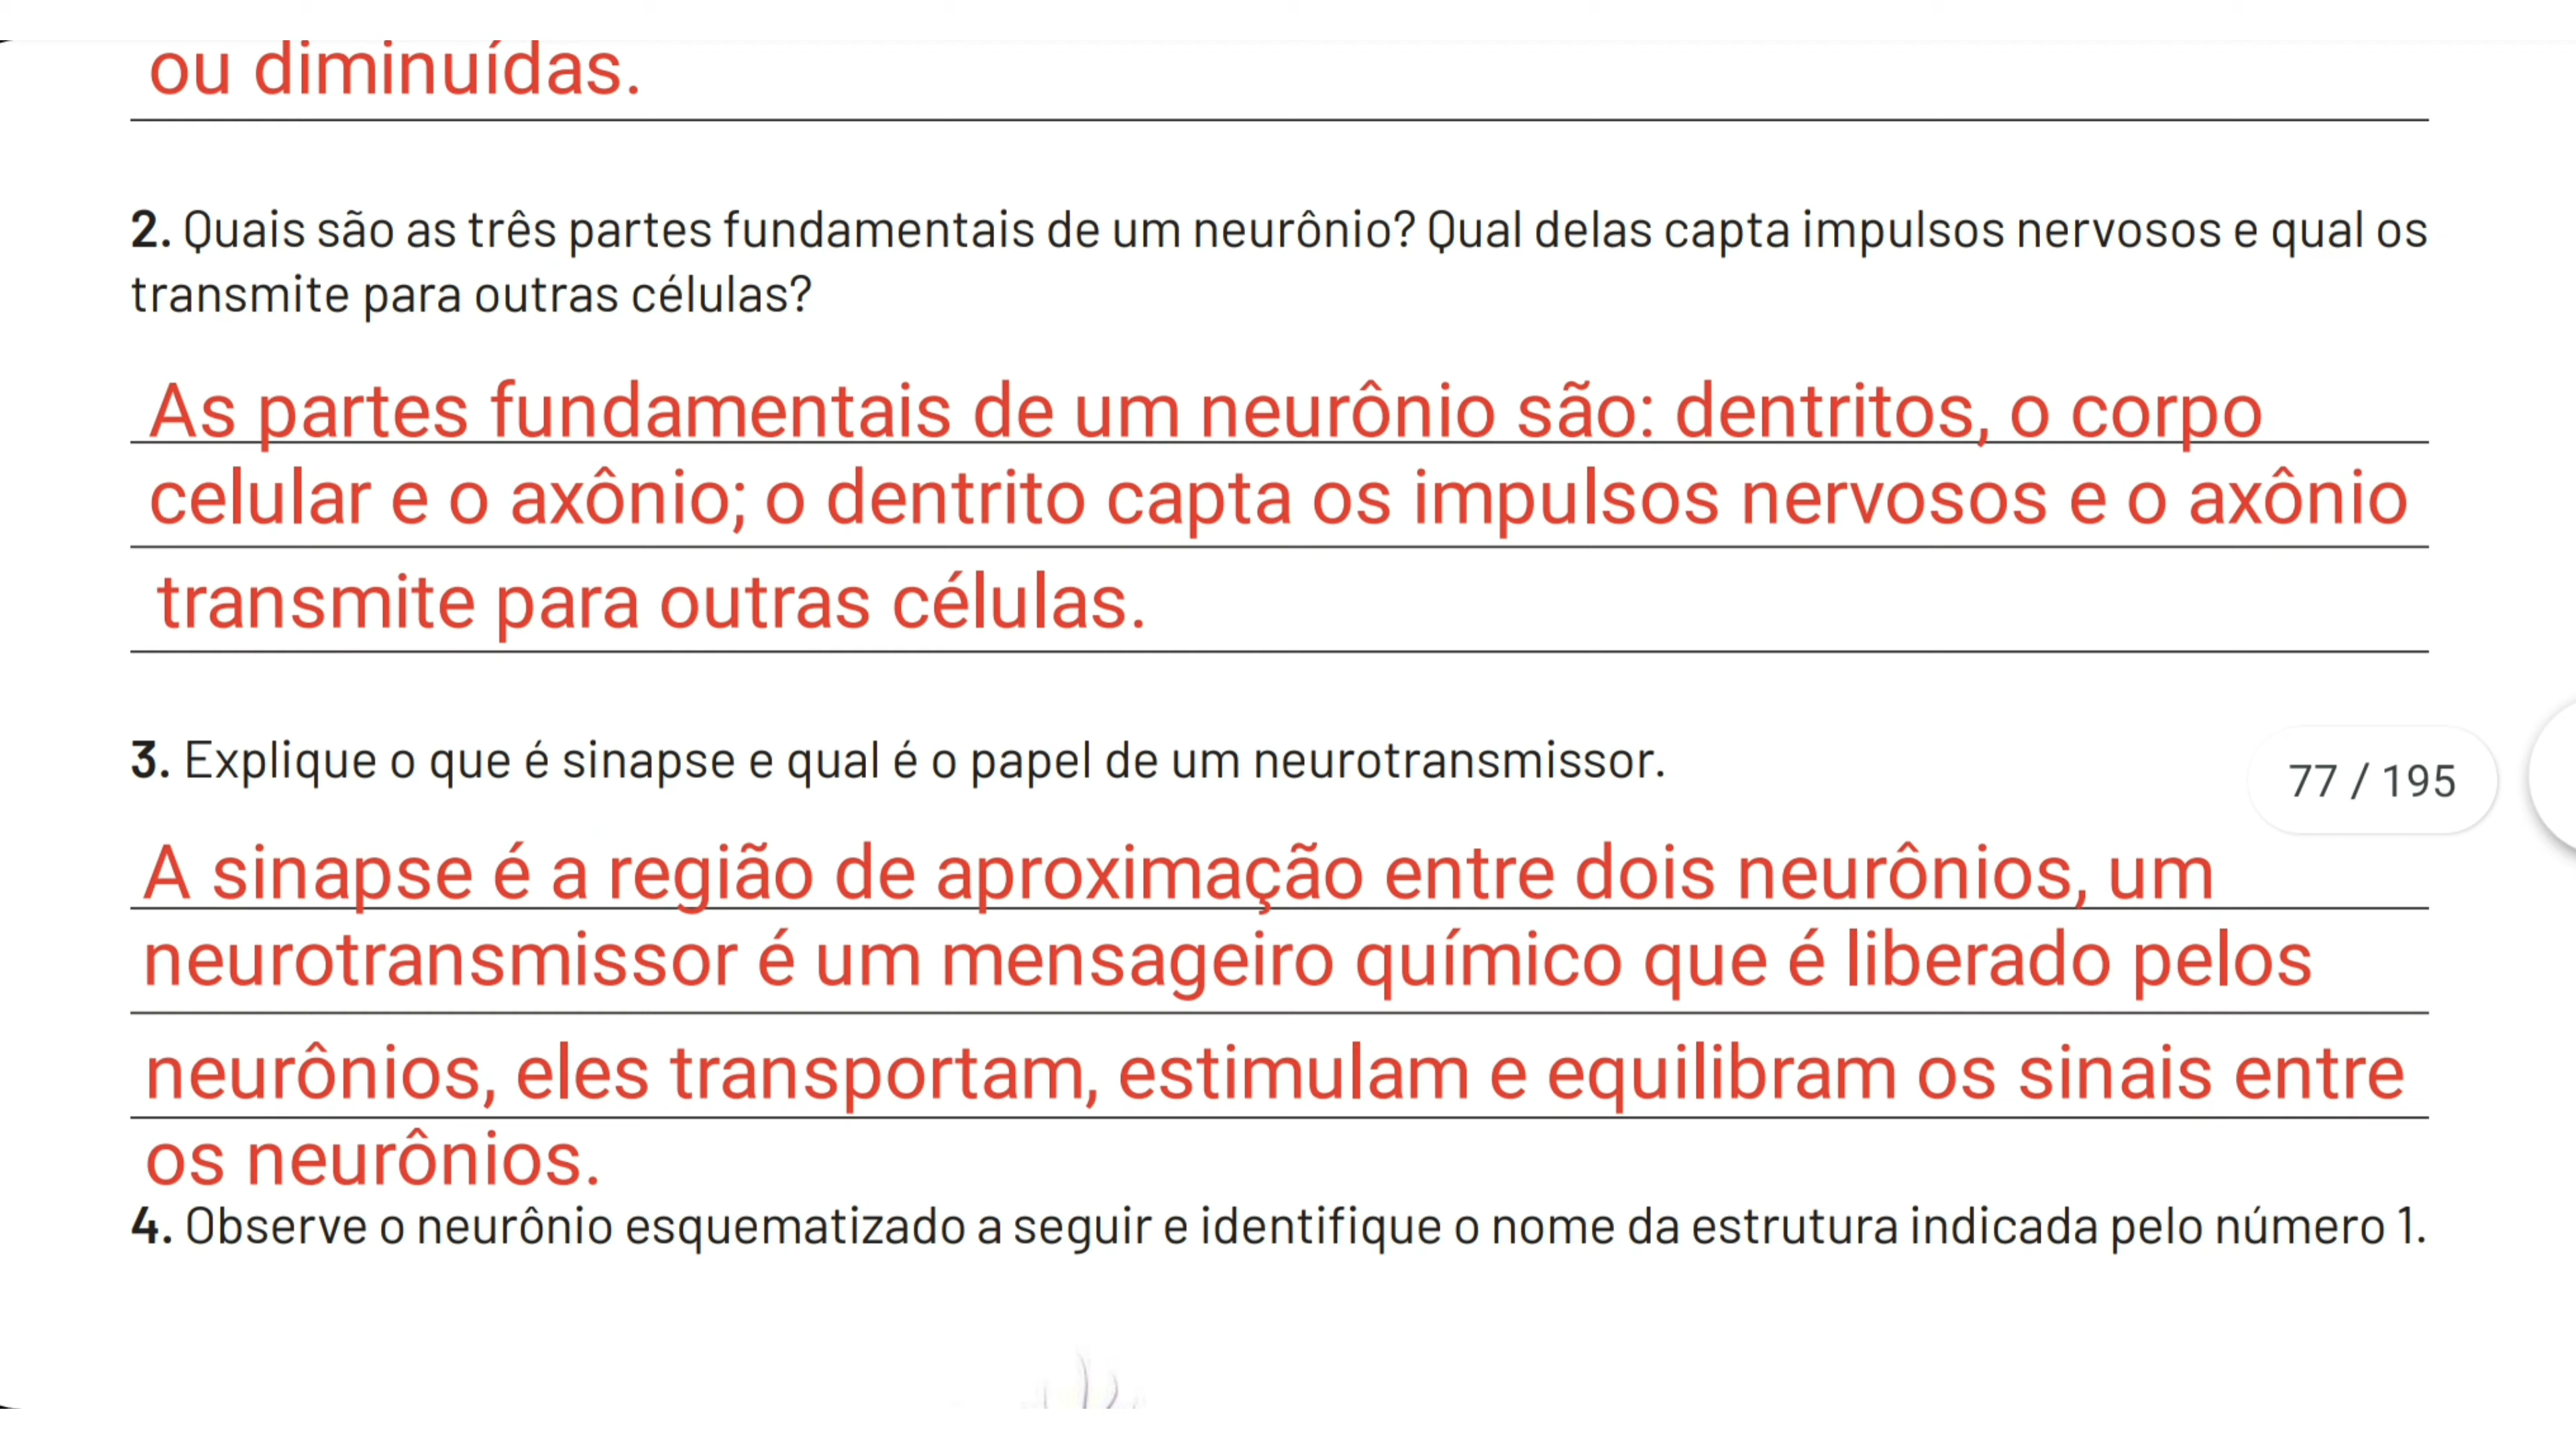 ou diminuídas.
2. Quais são as três partes fundamentais de um neurônio? Qual delas capta impulsos nervosos e qual os
transmite para outras células?
As partes fundamentais de um neurônio são: dentritos, o corpo
celular e o axônio; o dentrito capta os impulsos nervosos e o axônio
transmite para outras células.
3. Explique o que é sinapse e qual é o papel de um neurotransmissor.
77 / 195
A sinapse é a região de aproximação entre dois neurônios, um
neurotransmissor é um mensageiro químico que é liberado pelos
neurônios, eles transportam, estimulam e equilibram os sinais entre
os neurônios.
4. Observe o neurônio esquematizado a seguir e identifique o nome da estrutura indicada pelo número 1.